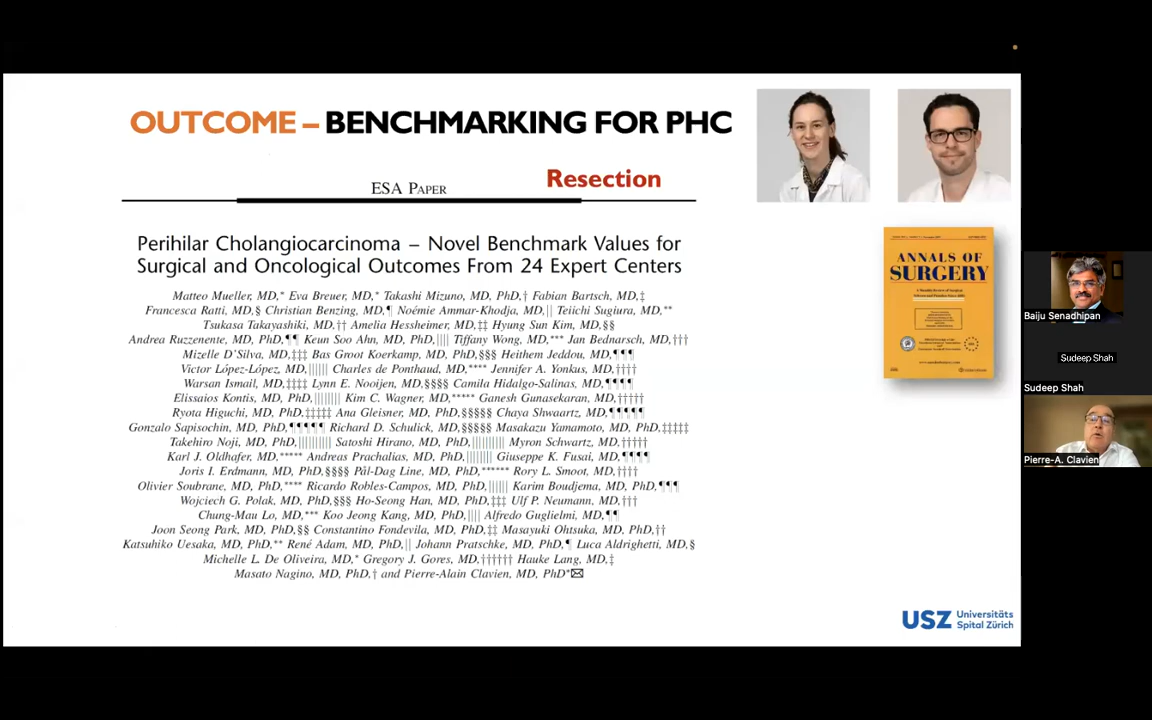 OUTCOME – BENCHMARKING FOR PHC
ESA PAPER
Resection
Perihilar Cholangiocarcinoma – Novel Benchmark Values for
Surgical and Oncological Outcomes From 24 Expert Centers
Matteo Mueller, MD,* Eva Breuer, MD,* Takashi Mizuno, MD, PhD,† Fabian Bartsch, MD,‡
Francesca Ratti, MD,§ Christian Benzing, MD,¶ Noémie Ammar-Khodja, MD,|| Teiichi Sugiura, MD,**
Tsukasa Takayashiki, MD,†† Amelia Hessheimer, MD,‡‡ Hyung Sun Kim, MD,§§
Andrea Ruzzenente, MD, PhD,¶¶ Keun Soo Ahn, MD, PhD,|||| Tiffany Wong, MD,*** Jan Bednarsch, MD,†††
Mizelle D'Silva, MD,‡‡‡ Bas Groot Koerkamp, MD, PhD,§§§ Heithem Jeddou, MD,¶¶¶
Victor López-López, MD,|||||| Charles de Ponthaud, MD,**** Jennifer A. Yonkus, MD,††††
Warsan Ismail, MD,‡‡‡‡ Lynn E. Nooijen, MD,§§§§ Camila Hidalgo-Salinas, MD,¶¶¶¶
Elissaios Kontis, MD, PhD,|||||||| Kim C. Wagner, MD,***** Ganesh Gunasekaran, MD,†††††
Ryota Higuchi, MD, PhD,‡‡‡‡‡ Ana Gleisner, MD, PhD,§§§§§ Chaya Shwaartz, MD,¶¶¶¶¶
Gonzalo Sapisochin, MD, PhD,¶¶¶¶¶ Richard D. Schulick, MD,§§§§§ Masakazu Yamamoto, MD, PhD,‡‡‡‡‡
Takehiro Noji, MD, PhD,|||||||||| Satoshi Hirano, MD, PhD,|||||||||| Myron Schwartz, MD,†††††
Karl J. Oldhafer, MD,***** Andreas Prachalias, MD, PhD,|||||||| Giuseppe K. Fusai, MD,¶¶¶¶
Joris I. Erdmann, MD, PhD,§§§§ Pål-Dag Line, MD, PhD,****** Rory L. Smoot, MD,††††
Olivier Soubrane, MD,**** Ricardo Robles-Campos, MD, PhD,|||||| Karim Boudjema, MD, PhD,¶¶¶
Wojciech G. Polak, MD, PhD,§§§ Ho-Seong Han, MD, PhD,‡‡‡ Ulf P. Neumann, MD,†††
Chung-Mau Lo, MD,*** Koo Jeong Kang, MD, PhD,|||| Alfredo Guglielmi, MD,¶¶
Joon Seong Park, MD, PhD,§§ Constantino Fondevila, MD, PhD,‡‡ Masayuki Ohtsuka, MD, PhD,††
Katsuhiko Uesaka, MD, PhD,** René Adam, MD, PhD,|| Johann Pratschke, MD, PhD,¶ Luca Aldrighetti, MD,§
Michelle L. De Oliveira, MD,* Gregory J. Gores, MD,†††††† Hauke Lang, MD,‡
Masato Nagino, MD, PhD,† and Pierre-Alain Clavien, MD, PhD*✉
ANNALS OF
SURGERY
USZ Universitäts
Spital Zürich
Baiju Senadhipan
Sudeep Shah
Sudeep Shah
Pierre-A. Clavien